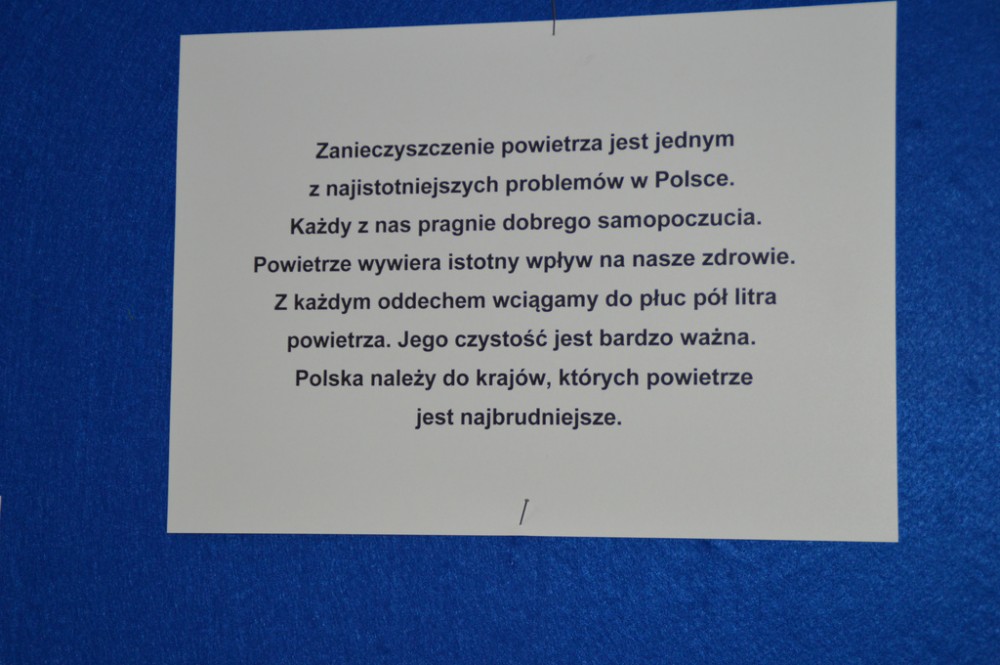 Zanieczyszczenie powietrza jest jednym
z najistotniejszych problemów w Polsce.
Każdy z nas pragnie dobrego samopoczucia.
Powietrze wywiera istotny wpływ na nasze zdrowie.
Z każdym oddechem wciągamy do płuc pół litra
powietrza. Jego czystość jest bardzo ważna.
Polska należy do krajów, których powietrze
jest najbrudniejsze.